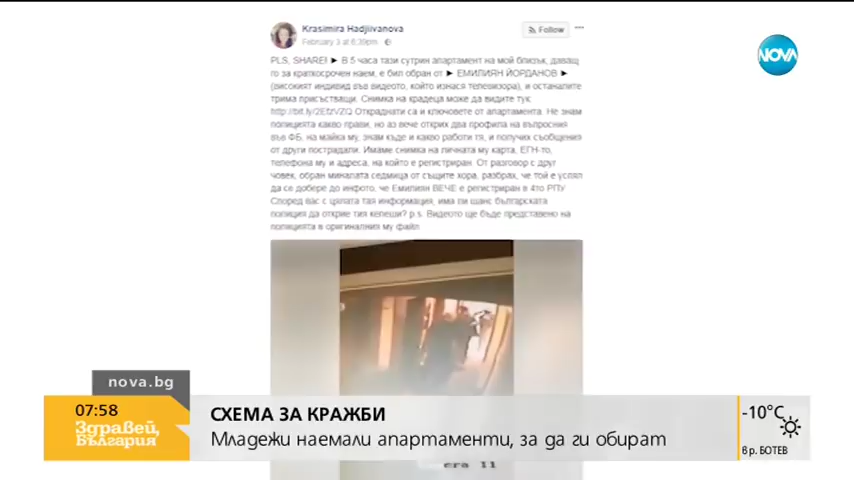 Krasimira Hadjiivanova
Follow
February 3 at 6:39pm
PLS, SHARE! ► В 5 часа тази сутрин апартамент на мой близък, даващ
го за краткосрочен наем, е бил обран от ► ЕМИЛИЯН ЙОРДАНОВ ►
(високият индивид във видеото, който изнася телевизора), и останалите
трима присъстващи. Снимка на крадеца може да видите тук:
Откраднати са и ключовете от апартамента. Не знам
полицията какво прави, но аз вече открих два профила на въпросния
във ФБ, на майка му, знам къде и какво работи тя, и получих съобщения
от други пострадали. Имаме снимка на личната му карта, ЕГН-то,
телефона му и адреса, на който е регистриран. От разговор с друг
човек, обран миналата седмица от същите хора, разбрах, че той е успял
да се добере до инфото, че Емилиян ВЕЧЕ е регистриран в 4то РПУ
Според вас с цялата тая информация, има ли шанс българската
полиция да открие тия келеши? p.s. Видеото ще бъде представено на
полицията в оригиналния му файл
NOVA
nova.bg
07:58
Здравей,
България
СХЕМА ЗА КРАЖБИ
Младежи наемали апартаменти, за да ги обират
-10°C
в р. БОТЕВ